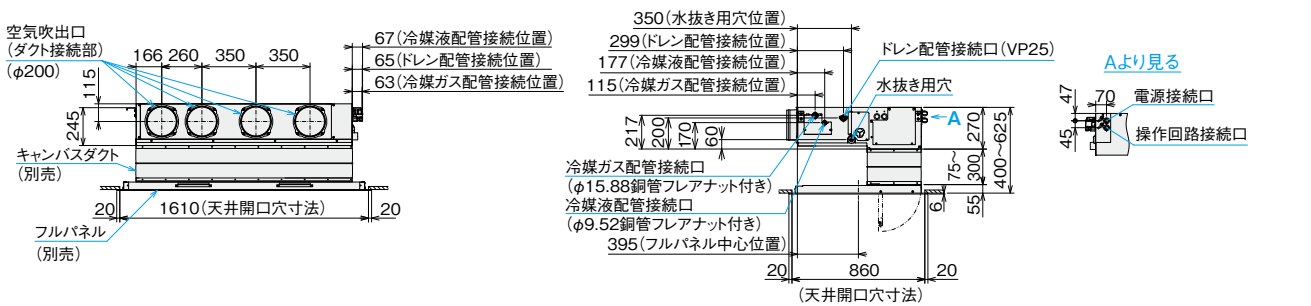 空気吹出口
(ダクト接続部)
(φ200)
166 260 350 350
115
245
67(冷媒液配管接続位置)
65(ドレン配管接続位置)
63(冷媒ガス配管接続位置)
キャンバスダクト
(別売)
20 1610(天井開口穴寸法) 20
フルパネル
(別売)
350(水抜き用穴位置)
299(ドレン配管接続位置)
177(冷媒液配管接続位置)
115(冷媒ガス配管接続位置)
ドレン配管接続口(VP25)
水抜き用穴
A
217
200
170
60
270
400〜625
75〜
300
55
6
冷媒ガス配管接続口
(φ15.88銅管フレアナット付き)
冷媒液配管接続口
(φ9.52銅管フレアナット付き)
395(フルパネル中心位置)
20 860 20
(天井開口穴寸法)
Aより見る
47
70
45
電源接続口
操作回路接続口